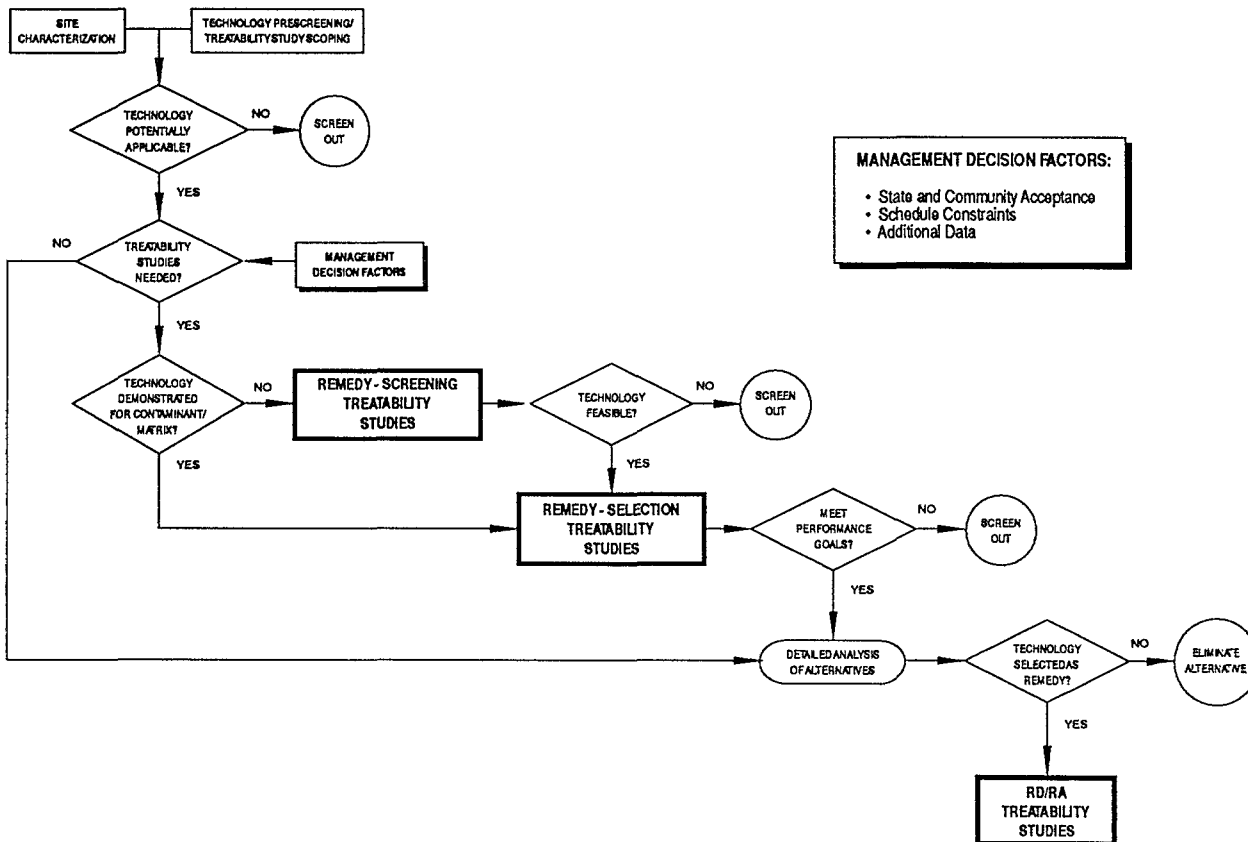 SITE
CHARACTERIZATION
TECHNOLOGY PRESCREENING/
TREATABILITY STUDY SCOPING
TECHNOLOGY
POTENTIALLY
APPLICABLE?
NO
SCREEN
OUT
YES
MANAGEMENT DECISION FACTORS:
• State and Community Acceptance
• Schedule Constraints
• Additional Data
NO
TREATABILITY
STUDIES
NEEDED?
MANAGEMENT
DECISION FACTORS
YES
TECHNOLOGY
DEMONSTRATED
FOR CONTAMINANT/
MATRIX?
NO
REMEDY - SCREENING
TREATABILITY
STUDIES
TECHNOLOGY
FEASIBLE?
NO
SCREEN
OUT
YES
YES
REMEDY - SELECTION
TREATABILITY
STUDIES
MEET
PERFORMANCE
GOALS?
NO
SCREEN
OUT
YES
DETAILED ANALYSIS
OF ALTERNATIVES
TECHNOLOGY
SELECTED AS
REMEDY?
NO
ELIMINATE
ALTERNATIVE
YES
RD/RA
TREATABILITY
STUDIES